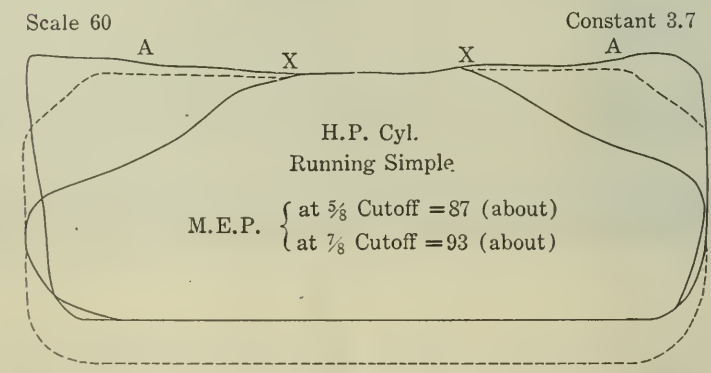 Scale 60 Constant 3.7
A X X A
H.P. Cyl.
Running Simple
M.E.P. { at ⅝ Cutoff = 87 (about)
at ⅞ Cutoff = 93 (about)